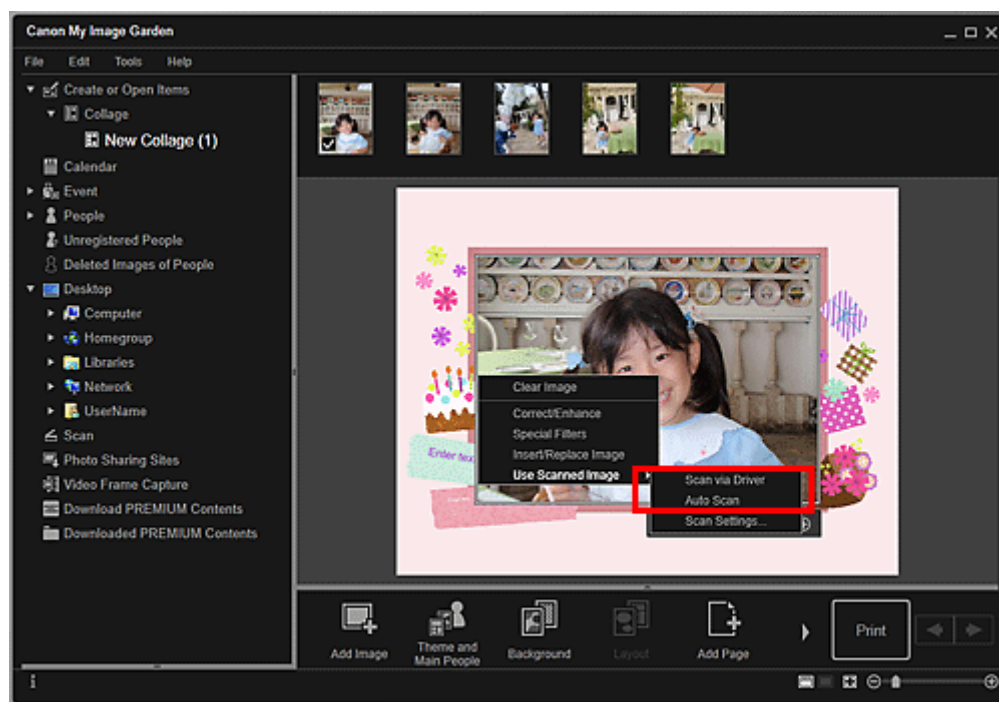 Canon My Image Garden
File Edit Tools Help
Create or Open Items
Collage
New Collage (1)
Calendar
Event
People
Unregistered People
Deleted Images of People
Desktop
Computer
Homegroup
Libraries
Network
UserName
Scan
Photo Sharing Sites
Video Frame Capture
Download PREMIUM Contents
Downloaded PREMIUM Contents
Clear Image
Correct/Enhance
Special Filters
Insert/Replace Image
Use Scanned Image
Scan via Driver
Auto Scan
Scan Settings...
Enter
Add Image
Theme and
Main People
Background
Layout
Add Page
Print